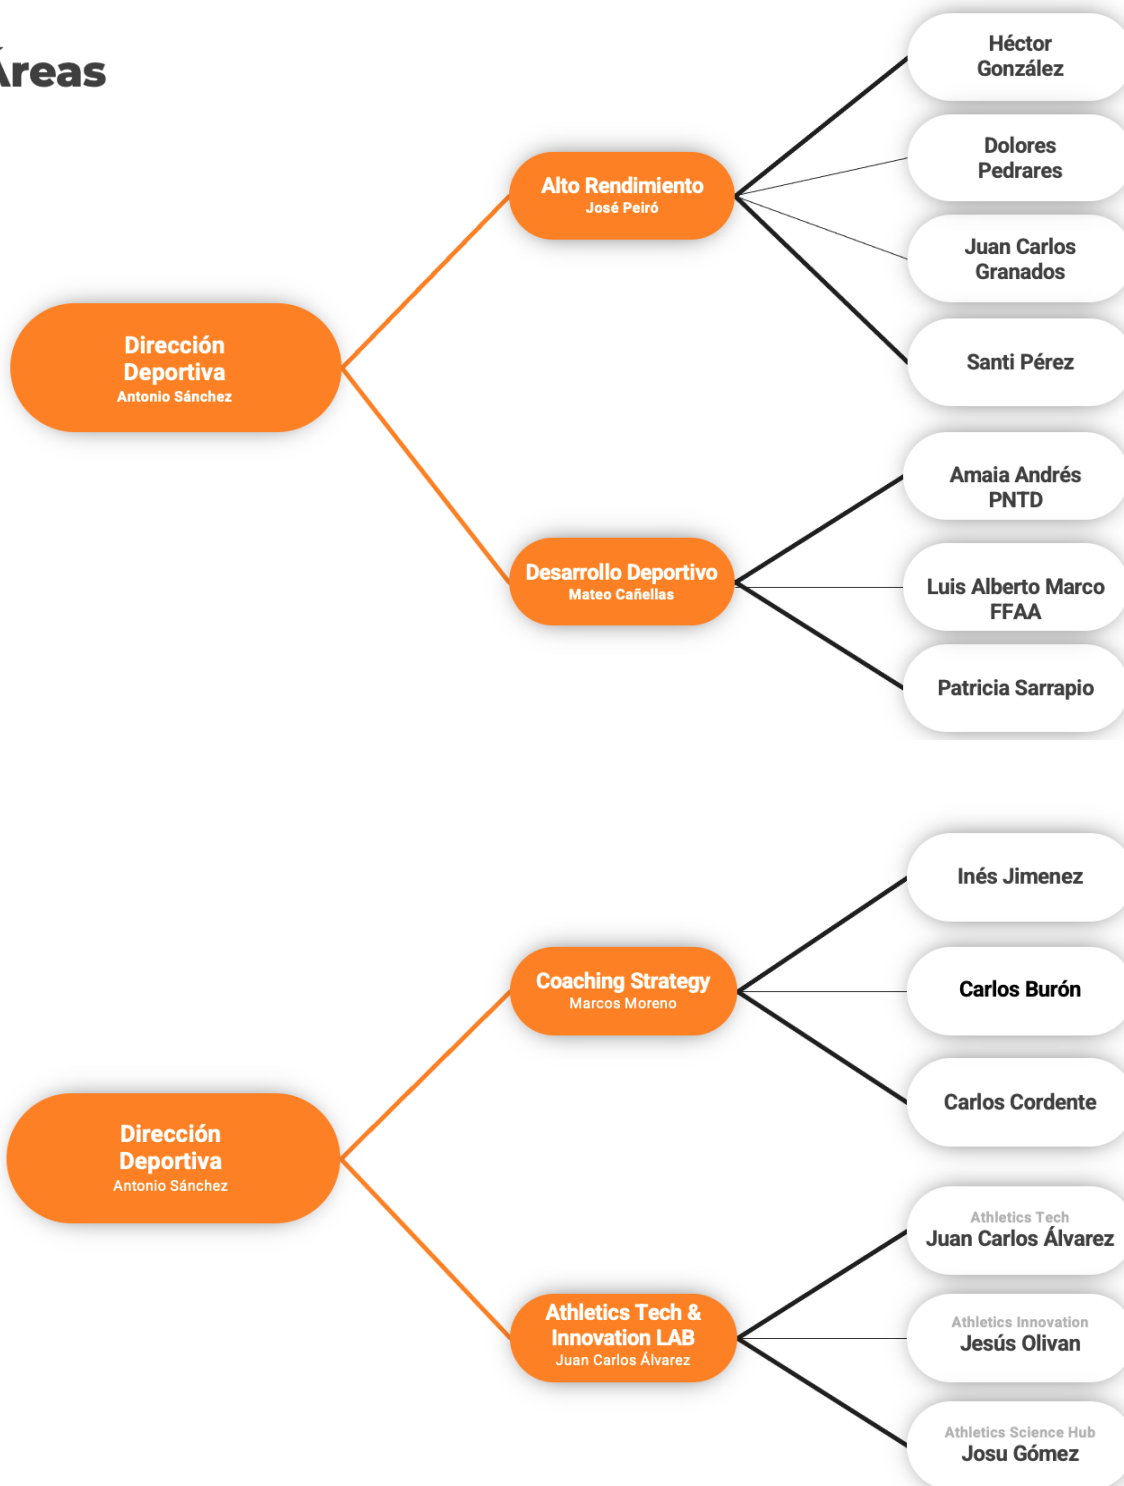 Áreas
Héctor
González
Dolores
Pedrares
Alto Rendimiento
José Peiró
Juan Carlos
Granados
Santi Pérez
Dirección
Deportiva
Antonio Sánchez
Amaia Andrés
PNTD
Desarrollo Deportivo
Mateo Cañellas
Luis Alberto Marco
FFAA
Patricia Sarrapio
Inés Jimenez
Coaching Strategy
Marcos Moreno
Carlos Burón
Carlos Cordente
Dirección
Deportiva
Antonio Sánchez
Athletics Tech
Juan Carlos Álvarez
Athletics Tech &
Innovation LAB
Juan Carlos Álvarez
Athletics Innovation
Jesús Olivan
Athletics Science Hub
Josu Gómez